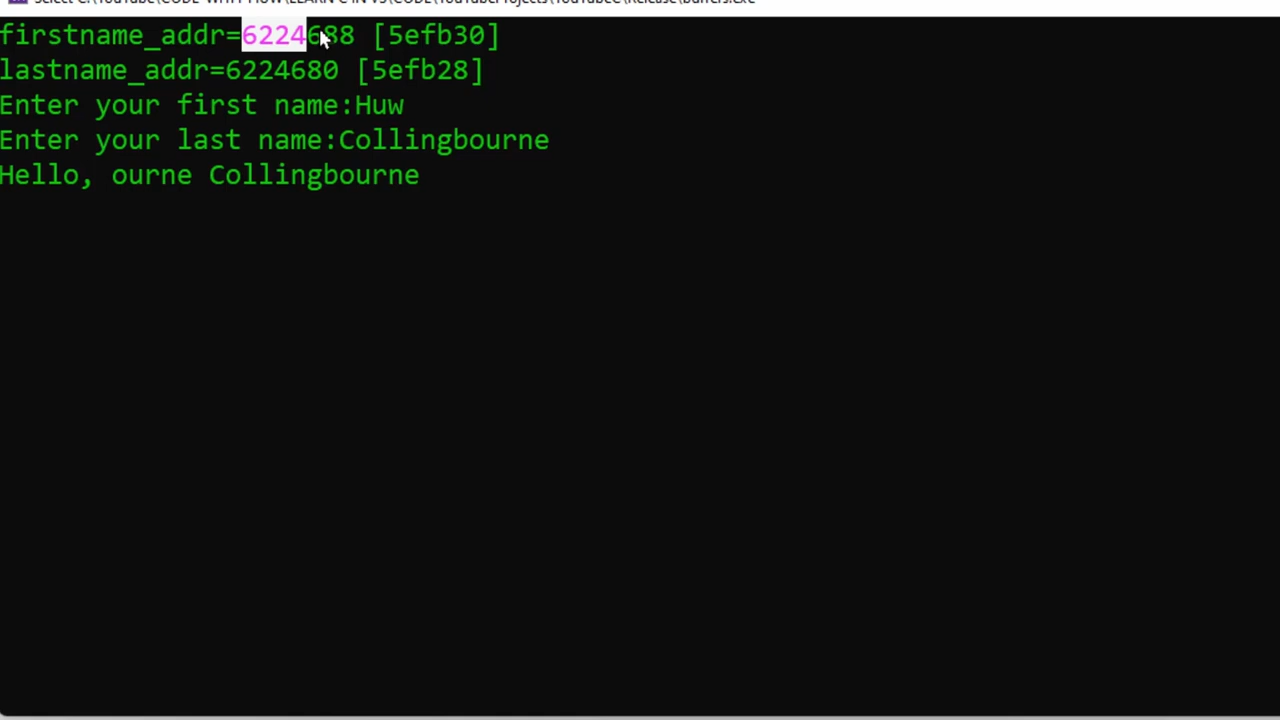 firstname_addr=6224688 [5efb30]
lastname_addr=6224680 [5efb28]
Enter your first name:Huw
Enter your last name:Collingbourne
Hello, ourne Collingbourne